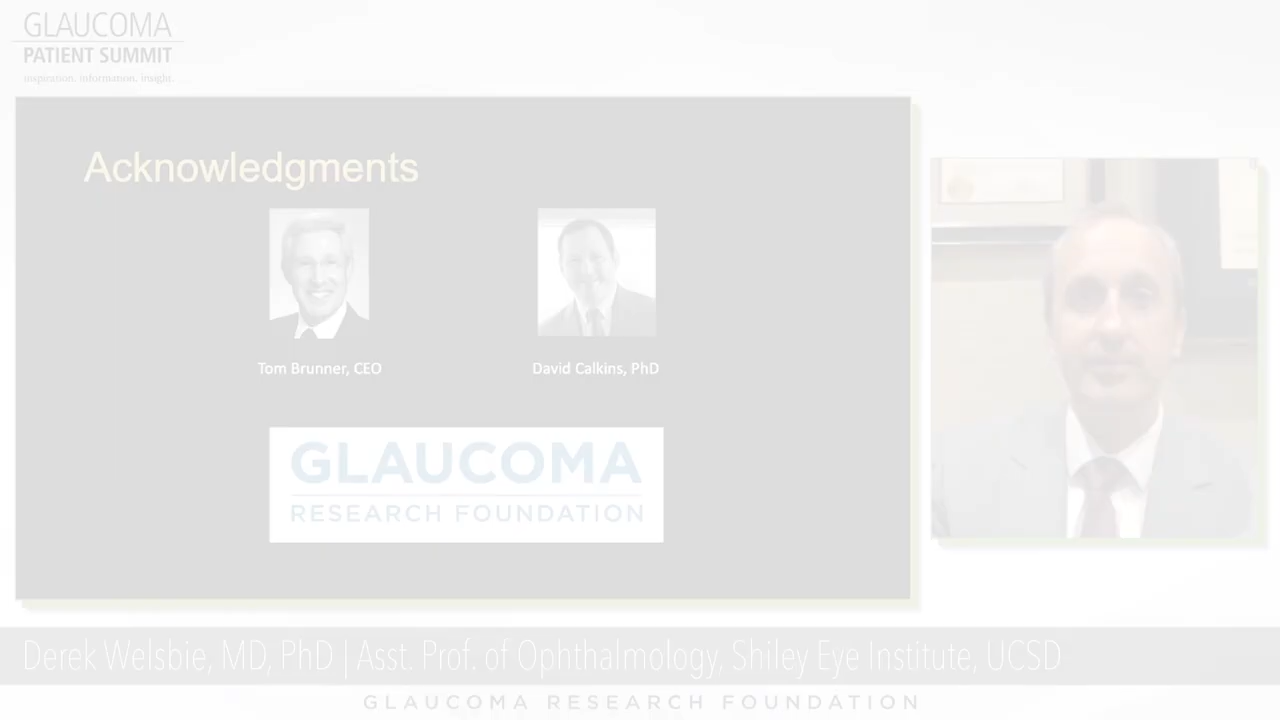 GLAUCOMA
PATIENT SUMMIT
inspiration. information. insight.
Acknowledgments
Tom Brunner, CEO
David Calkins, PhD
GLAUCOMA
RESEARCH FOUNDATION
Derek Welsbie, MD, PhD | Asst. Prof. of Ophthalmology, Shiley Eye Institute, UCSD
GLAUCOMA RESEARCH FOUNDATION